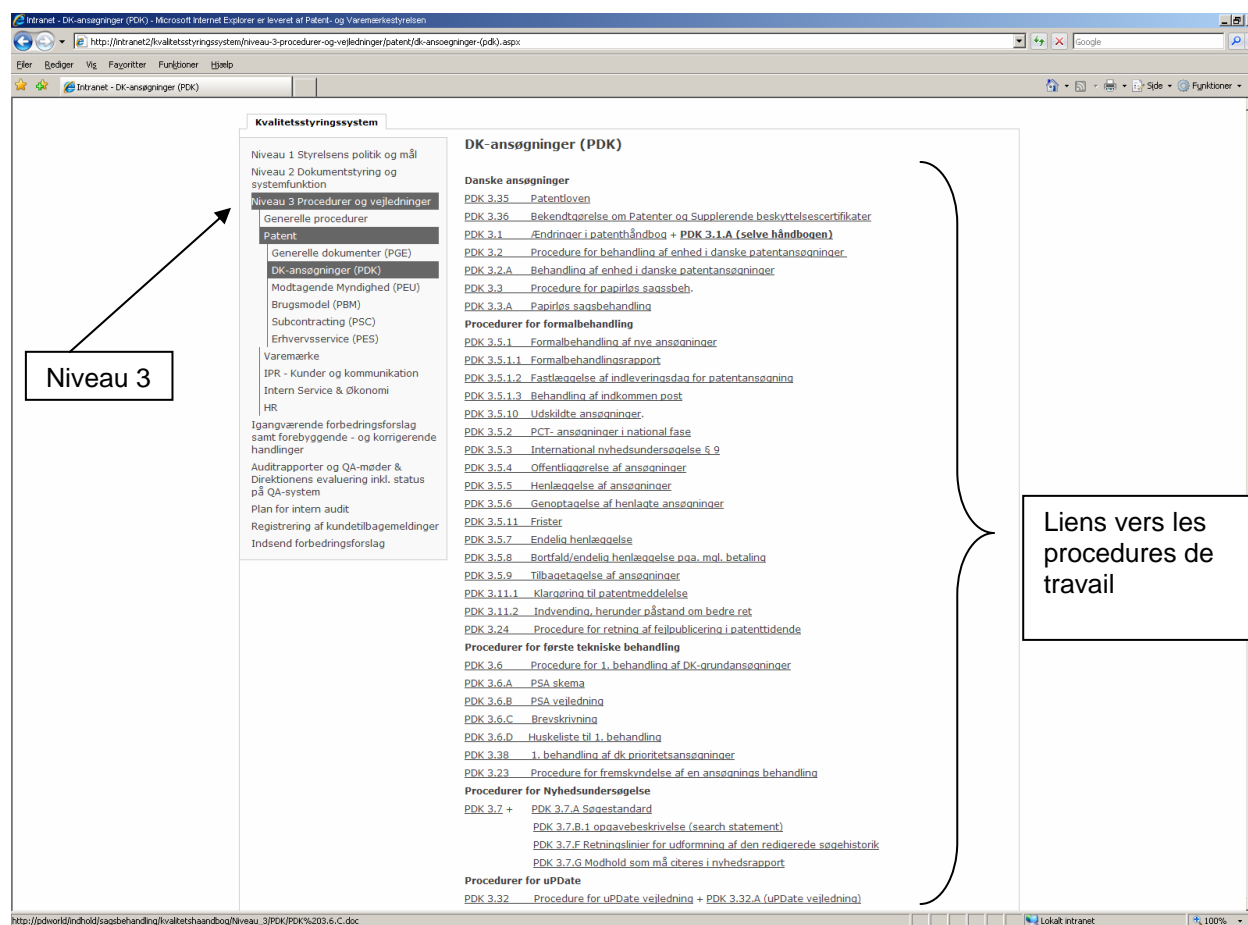 Intranet - DK-ansøgninger (PDK) - Microsoft Internet Explorer er leveret af Patent- og Varemærkestyrelsen
http://intranet2/kvalitetsstyringssystem/niveau-3-procedurer-og-vejledninger/patent/dk-ansoegninger-(pdk).aspx
Google
Filer Rediger Vis Favoritter Funktioner Hjælp
Intranet - DK-ansøgninger (PDK)
Side Funktioner
Kvalitetsstyringssystem
Niveau 1 Styrelsens politik og mål
Niveau 2 Dokumentstyring og
systemfunktion
Niveau 3 Procedurer og vejledninger
Generelle procedurer
Patent
Generelle dokumenter (PGE)
DK-ansøgninger (PDK)
Modtagende Myndighed (PEU)
Brugsmodel (PBM)
Subcontracting (PSC)
Erhvervsservice (PES)
Varemærke
IPR - Kunder og kommunikation
Intern Service & Økonomi
HR
Igangværende forbedringsforslag
samt forebyggende - og korrigerende
handlinger
Auditrapporter og QA-møder &
Direktionens evaluering inkl. status
på QA-system
Plan for intern audit
Registrering af kundetilbagemeldinger
Indsend forbedringsforslag
Niveau 3
DK-ansøgninger (PDK)
Danske ansøgninger
PDK 3.35 Patentloven
PDK 3.36 Bekendtgørelse om Patenter og Supplerende beskyttelsescertifikater
PDK 3.1 Ændringer i patenthåndbog + PDK 3.1.A (selve håndbogen)
PDK 3.2 Procedure for behandling af enhed i danske patentansøgninger
PDK 3.2.A Behandling af enhed i danske patentansøgninger
PDK 3.3 Procedure for papirløs sagssbeh.
PDK 3.3.A Papirløs sagsbehandling
Procedurer for formalbehandling
PDK 3.5.1 Formalbehandling af nye ansøgninger
PDK 3.5.1.1 Formalbehandlingsrapport
PDK 3.5.1.2 Fastlæggelse af indleveringsdag for patentansøgning
PDK 3.5.1.3 Behandling af indkommen post
PDK 3.5.10 Udskildte ansøgninger.
PDK 3.5.2 PCT- ansøgninger i national fase
PDK 3.5.3 International nyhedsundersøgelse § 9
PDK 3.5.4 Offentliggørelse af ansøgninger
PDK 3.5.5 Henlæggelse af ansøgninger
PDK 3.5.6 Genoptagelse af henlagte ansøgninger
PDK 3.5.11 Frister
PDK 3.5.7 Endelig henlæggelse
PDK 3.5.8 Bortfald/endelig henlæggelse pga. mgl. betaling
PDK 3.5.9 Tilbagetagelse af ansøgninger
PDK 3.11.1 Klargøring til patentmeddelelse
PDK 3.11.2 Indvending, herunder påstand om bedre ret
PDK 3.24 Procedure for retning af fejlpublicering i patenttidende
Procedurer for første tekniske behandling
PDK 3.6 Procedure for 1. behandling af DK-grundansøgninger
PDK 3.6.A PSA skema
PDK 3.6.B PSA vejledning
PDK 3.6.C Brevskrivning
PDK 3.6.D Huskeliste til 1. behandling
PDK 3.38 1. behandling af dk prioritetsansøgninger
PDK 3.23 Procedure for fremskyndelse af en ansøgnings behandling
Procedurer for Nyhedsundersøgelse
PDK 3.7 + PDK 3.7.A Søgestandard
PDK 3.7.B.1 opgavebeskrivelse (search statement)
PDK 3.7.F Retningslinier for udformning af den redigerede søgehistorik
PDK 3.7.G Modhold som må citeres i nyhedsrapport
Procedurer for uPDate
PDK 3.32 Procedure for uPDate vejledning + PDK 3.32.A (uPDate vejledning)
Liens vers les
procedures de
travail
http://pdworld/indhold/sagsbehandling/kvalitetshaandbog/Niveau_3/PDK/PDK%203.6.C.doc
Lokalt intranet
100%